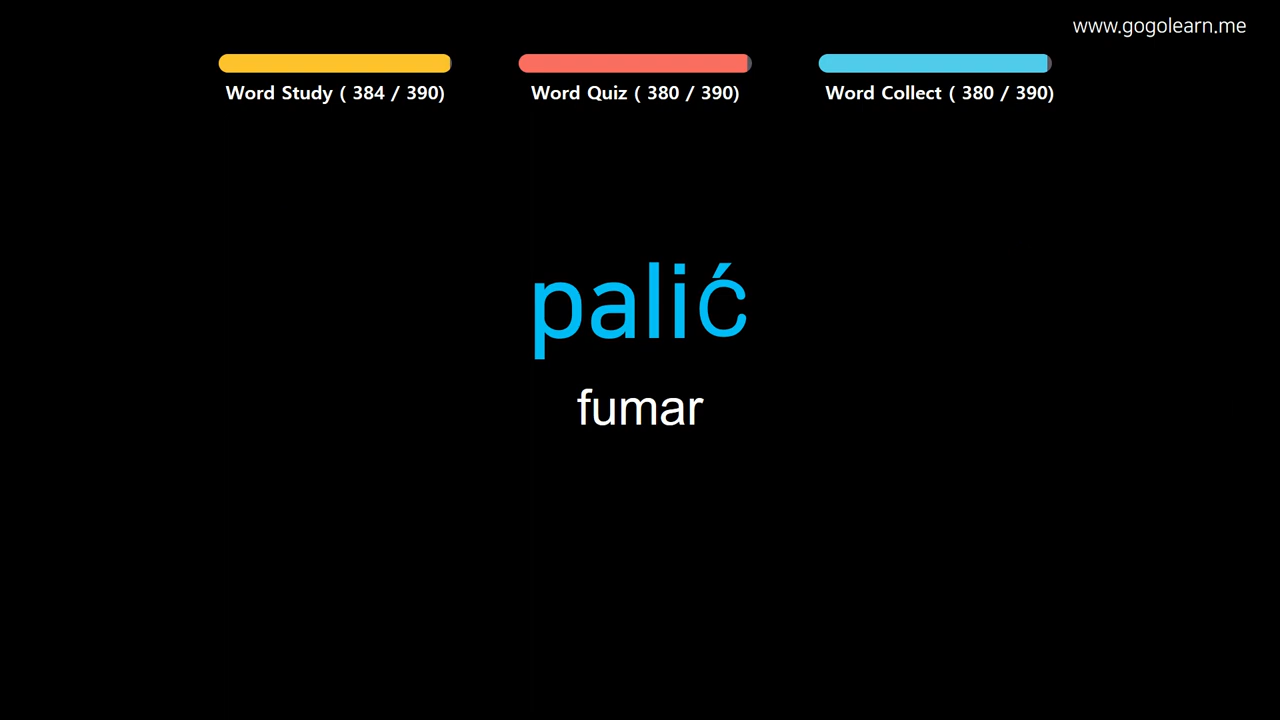 www.gogolearn.me
Word Study ( 384 / 390)
Word Quiz ( 380 / 390)
Word Collect ( 380 / 390)
palić
fumar